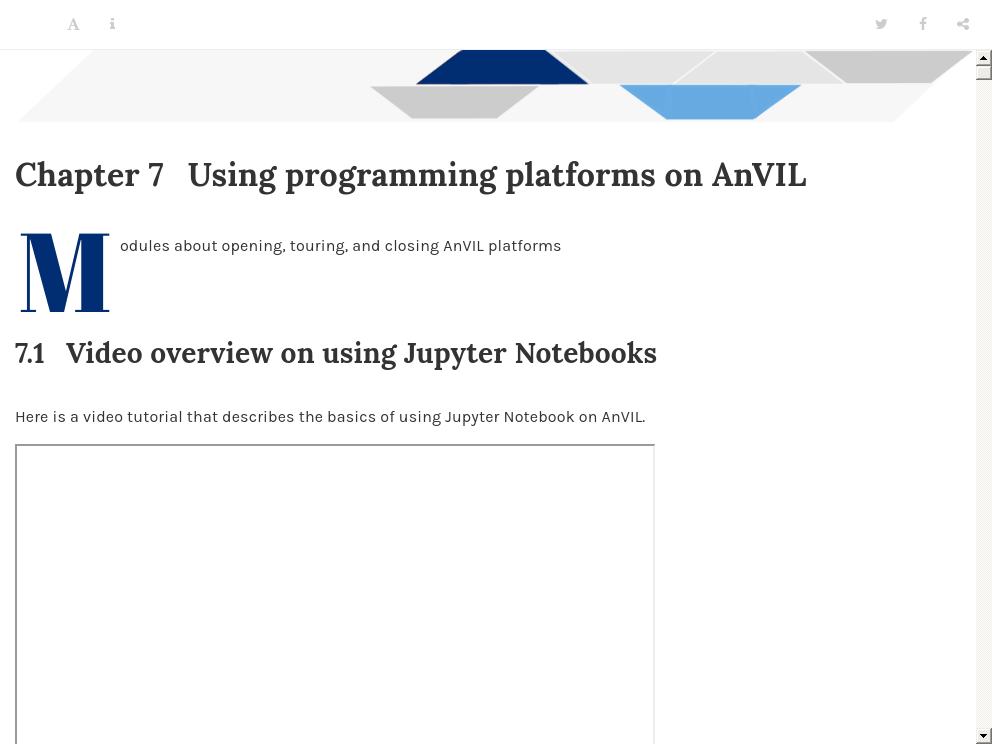 Chapter 7 Using programming platforms on AnVIL
Modules about opening, touring, and closing AnVIL platforms
7.1 Video overview on using Jupyter Notebooks
Here is a video tutorial that describes the basics of using Jupyter Notebook on AnVIL.